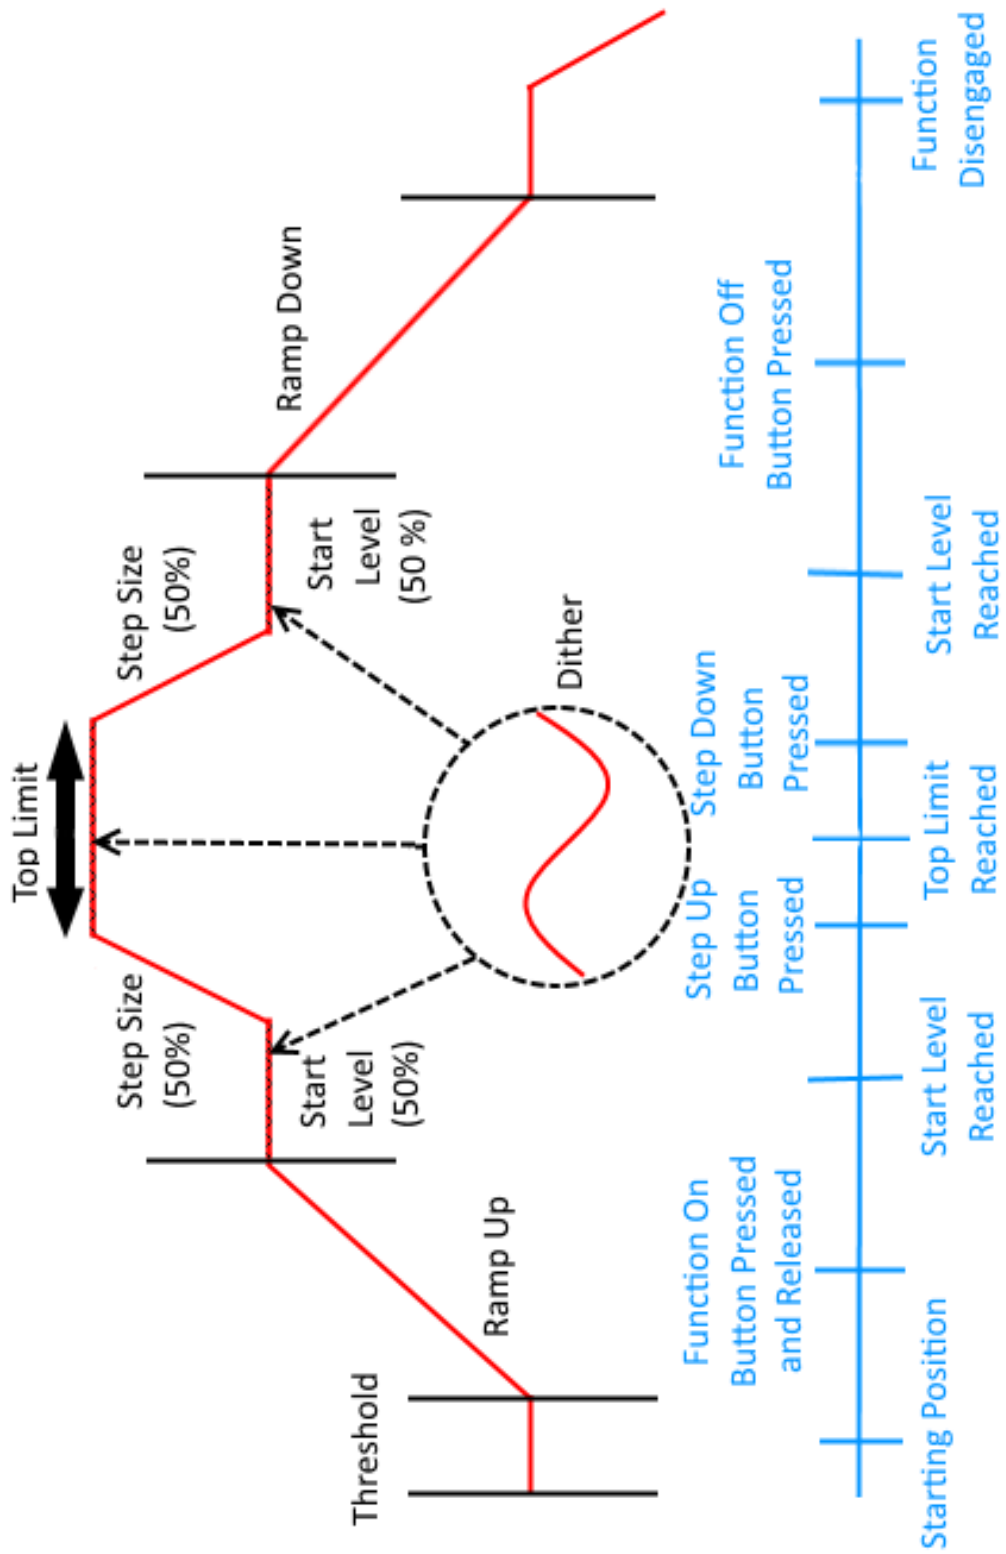 Top Limit
Step Size
(50%)
Step Size
(50%)
Ramp Down
Start
Level
(50%)
Start
Level
(50 %)
Threshold
Ramp Up
Dither
Function On
Button Pressed
and Released
Step Up
Button
Pressed
Step Down
Button
Pressed
Function Off
Button Pressed
Starting Position
Start Level
Reached
Top Limit
Reached
Start Level
Reached
Function
Disengaged